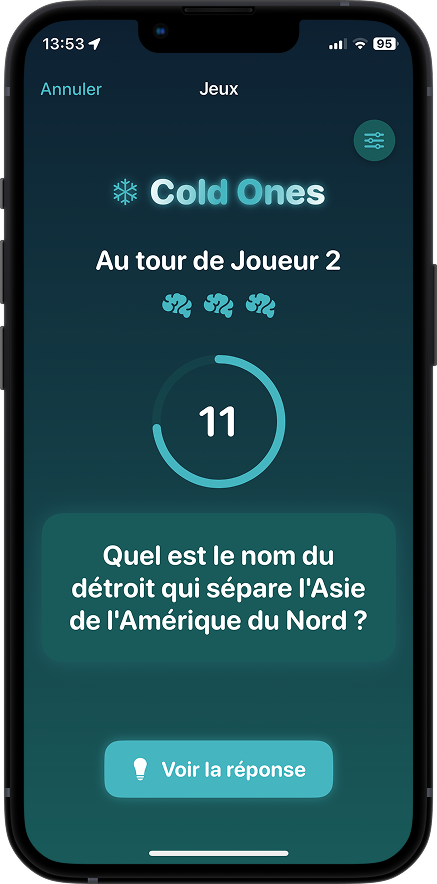 13:53
95
Annuler
Jeux
Cold Ones
Au tour de Joueur 2
11
Quel est le nom du
détroit qui sépare l'Asie
de l'Amérique du Nord ?
Voir la réponse